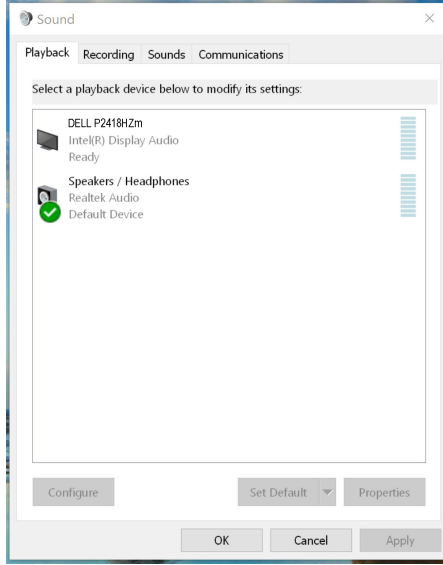 Sound
Playback Recording Sounds Communications
Select a playback device below to modify its settings:
DELL P2418HZm
Intel(R) Display Audio
Ready
Speakers / Headphones
Realtek Audio
Default Device
Configure Set Default Properties
OK Cancel Apply